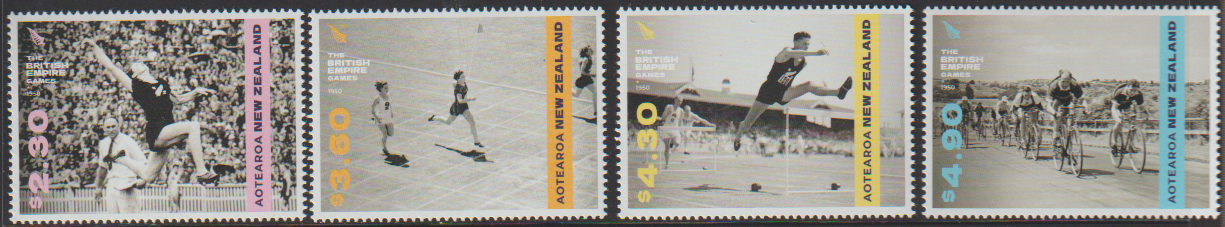 THE
BRITISH
EMPIRE
GAMES
1950
$2.30
AOTEAROA NEW ZEALAND
THE
BRITISH
EMPIRE
GAMES
1950
$3.60
AOTEAROA NEW ZEALAND
THE
BRITISH
EMPIRE
GAMES
1950
$4.30
AOTEAROA NEW ZEALAND
THE
BRITISH
EMPIRE
GAMES
1950
$4.90
AOTEAROA NEW ZEALAND